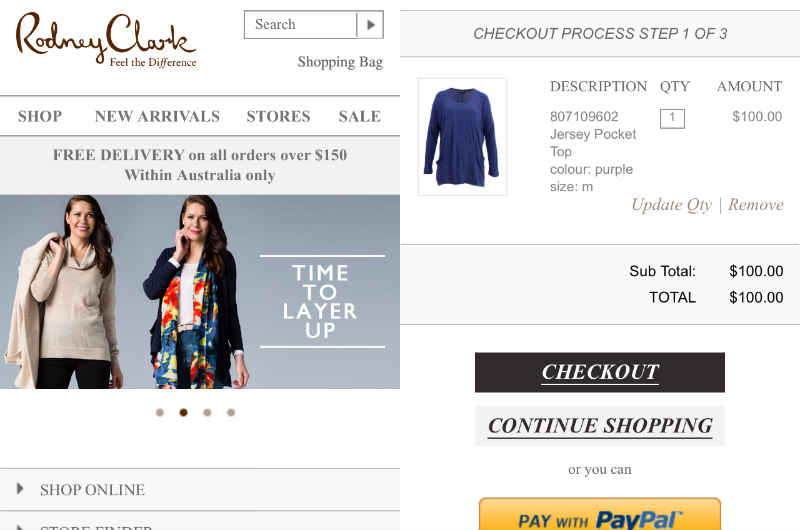 Rodney Clark
Feel the Difference
Search
Shopping Bag
SHOP NEW ARRIVALS STORES SALE
FREE DELIVERY on all orders over $150
Within Australia only
TIME
TO
LAYER
UP
SHOP ONLINE
STORE FINDER
CHECKOUT PROCESS STEP 1 OF 3
DESCRIPTION QTY AMOUNT
807109602 1 $100.00
Jersey Pocket
Top
colour: purple
size: m
Update Qty | Remove
Sub Total: $100.00
TOTAL $100.00
CHECKOUT
CONTINUE SHOPPING
or you can
PAY WITH PayPal™